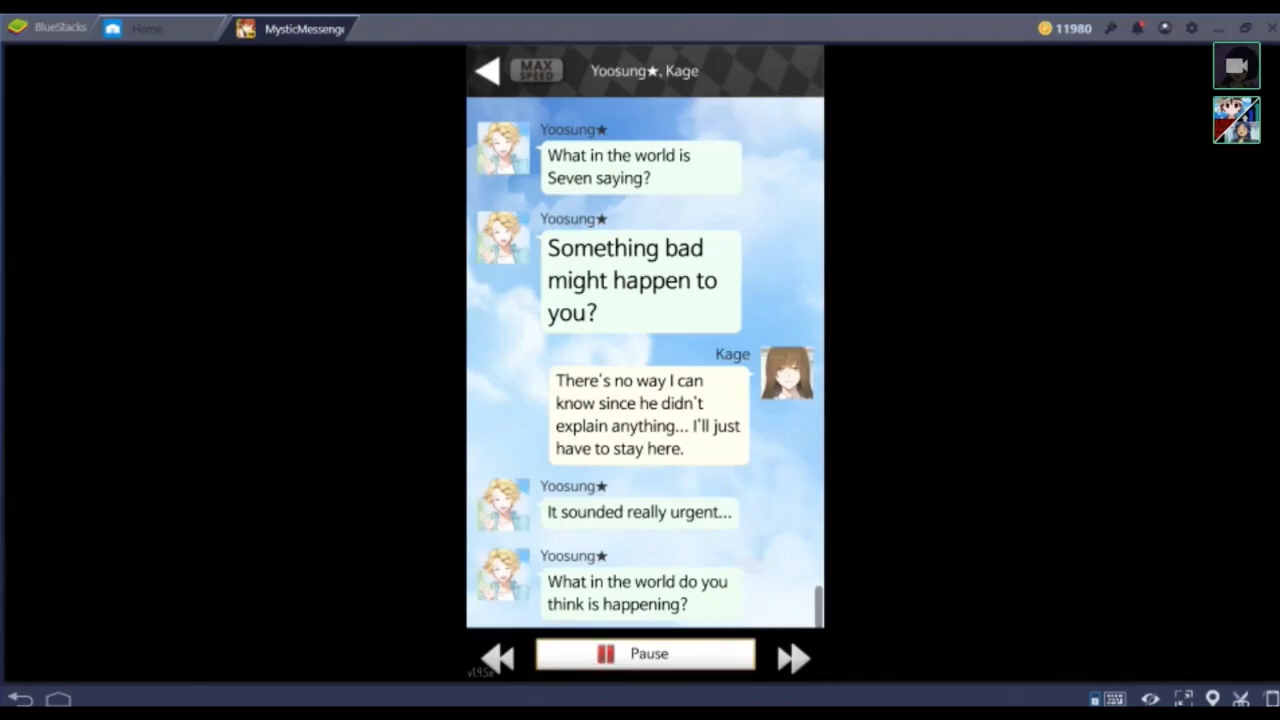 BlueStacks
Home
MysticMessenge
11980
MAX
SPEED
Yoosung★, Kage
Yoosung★
What in the world is
Seven saying?
Yoosung★
Something bad
might happen to
you?
Kage
There's no way I can
know since he didn't
explain anything... I'll just
have to stay here.
Yoosung★
It sounded really urgent...
Yoosung★
What in the world do you
think is happening?
Pause